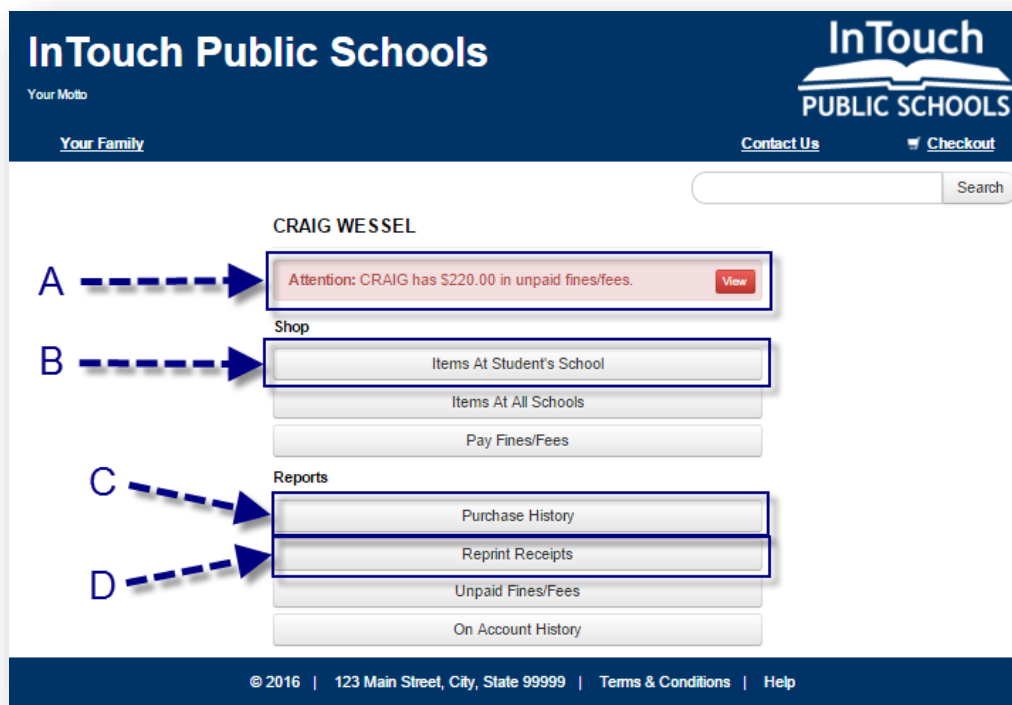 InTouch Public Schools
Your Motto
InTouch
PUBLIC SCHOOLS
Your Family
Contact Us
Checkout
Search
CRAIG WESSEL
A
Attention: CRAIG has $220.00 in unpaid fines/fees.
View
Shop
B
Items At Student's School
Items At All Schools
Pay Fines/Fees
Reports
C
Purchase History
Reprint Receipts
D
Unpaid Fines/Fees
On Account History
© 2016 | 123 Main Street, City, State 99999 | Terms & Conditions | Help